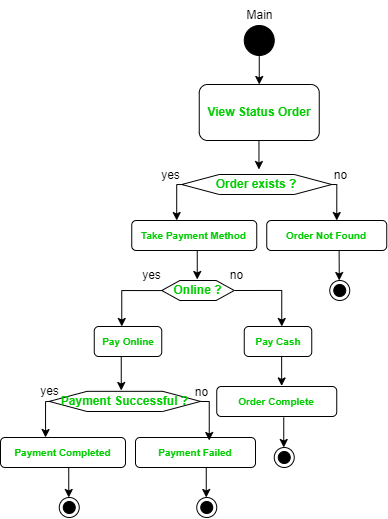 Main
View Status Order
yes
Order exists ?
no
Take Payment Method
Order Not Found
yes
Online ?
no
Pay Online
Pay Cash
yes
Payment Successful ?
no
Order Complete
Payment Completed
Payment Failed